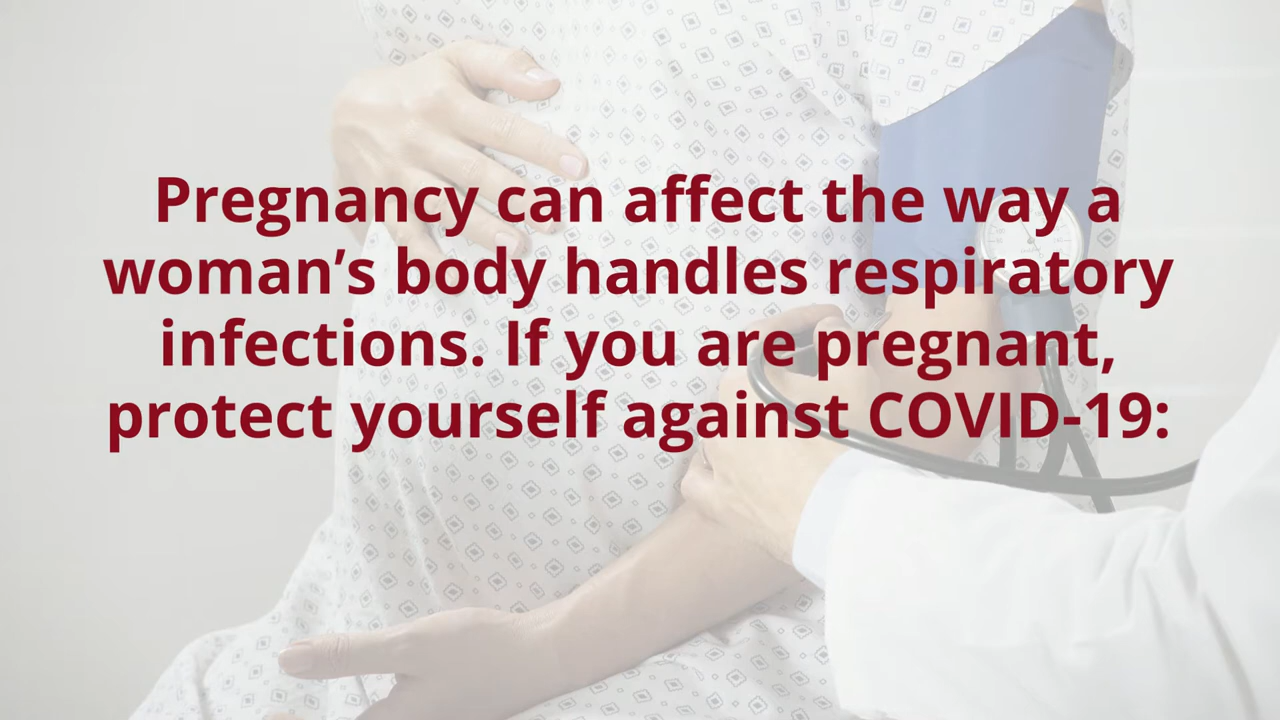 Pregnancy can affect the way a
woman’s body handles respiratory
infections. If you are pregnant,
protect yourself against COVID-19: